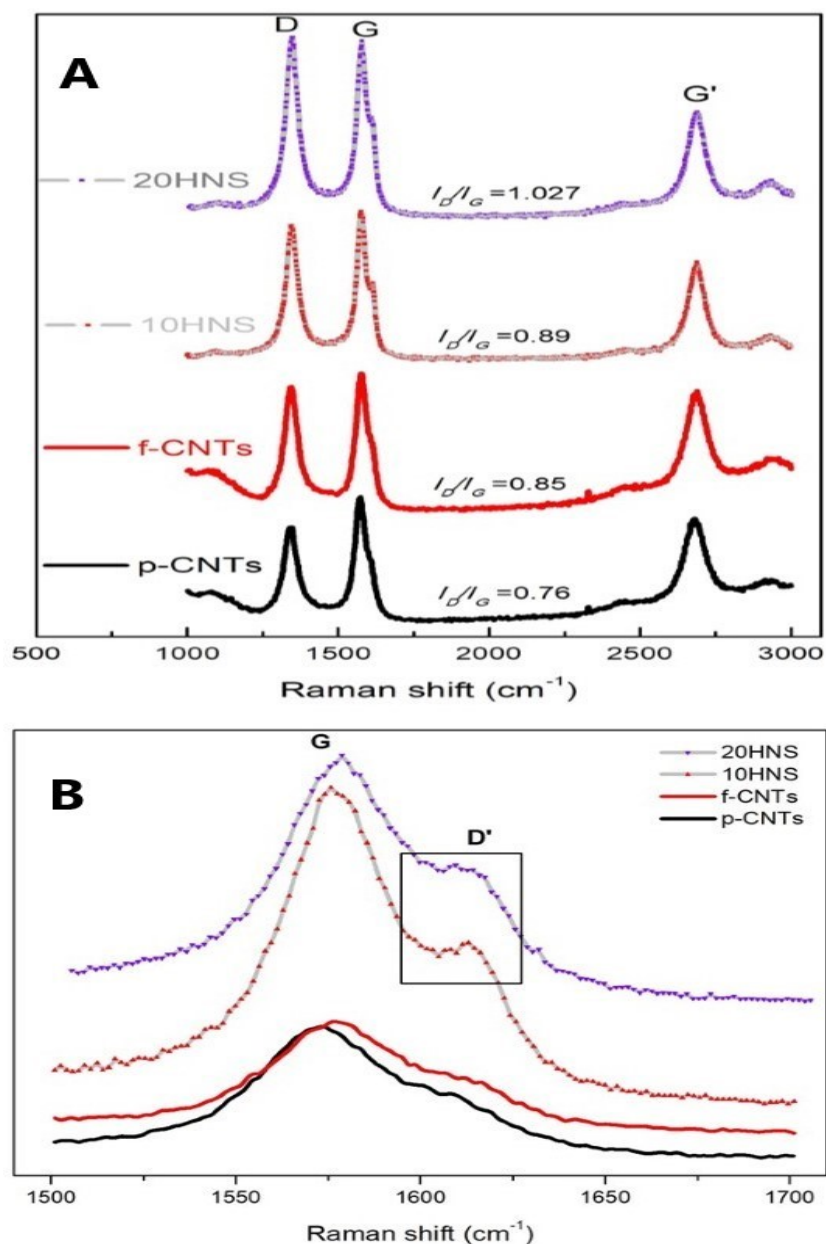 A
D
G
G'
20HNS
I_D/I_G=1.027
10HNS
I_D/I_G=0.89
f-CNTs
I_D/I_G=0.85
p-CNTs
I_D/I_G=0.76
500 1000 1500 2000 2500 3000
Raman shift (cm⁻¹)
B
G
D'
20HNS
10HNS
f-CNTs
p-CNTs
1500 1550 1600 1650 1700
Raman shift (cm⁻¹)